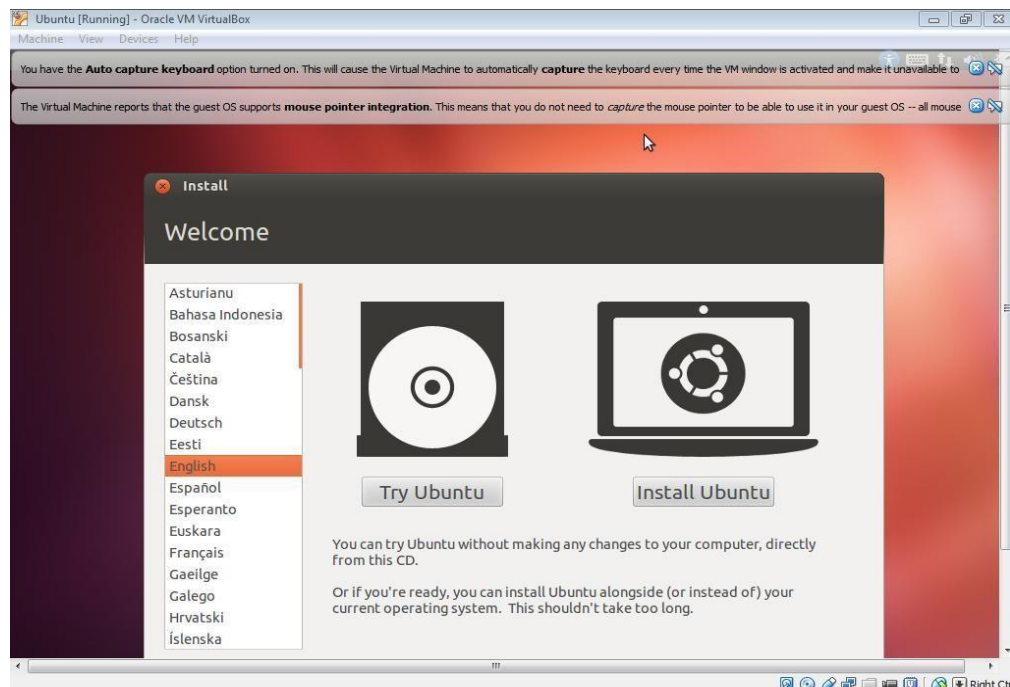 Ubuntu [Running] - Oracle VM VirtualBox
Machine View Devices Help
You have the Auto capture keyboard option turned on. This will cause the Virtual Machine to automatically capture the keyboard every time the VM window is activated and make it unavailable to
The Virtual Machine reports that the guest OS supports mouse pointer integration. This means that you do not need to capture the mouse pointer to be able to use it in your guest OS -- all mouse
Install
Welcome
Asturianu
Bahasa Indonesia
Bosanski
Català
Čeština
Dansk
Deutsch
Eesti
English
Español
Esperanto
Euskara
Français
Gaeilge
Galego
Hrvatski
Íslenska
Try Ubuntu
Install Ubuntu
You can try Ubuntu without making any changes to your computer, directly
from this CD.
Or if you're ready, you can install Ubuntu alongside (or instead of) your
current operating system. This shouldn't take too long.
Right Ct